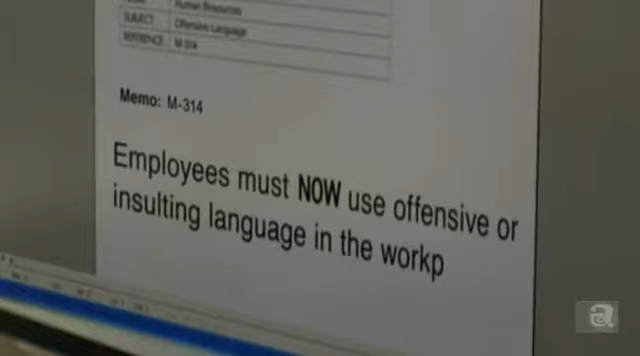 Human Resources
SUBJECT Offensive Language
REFERENCE M-314
Memo: M-314
Employees must NOW use offensive or
insulting language in the workp
a